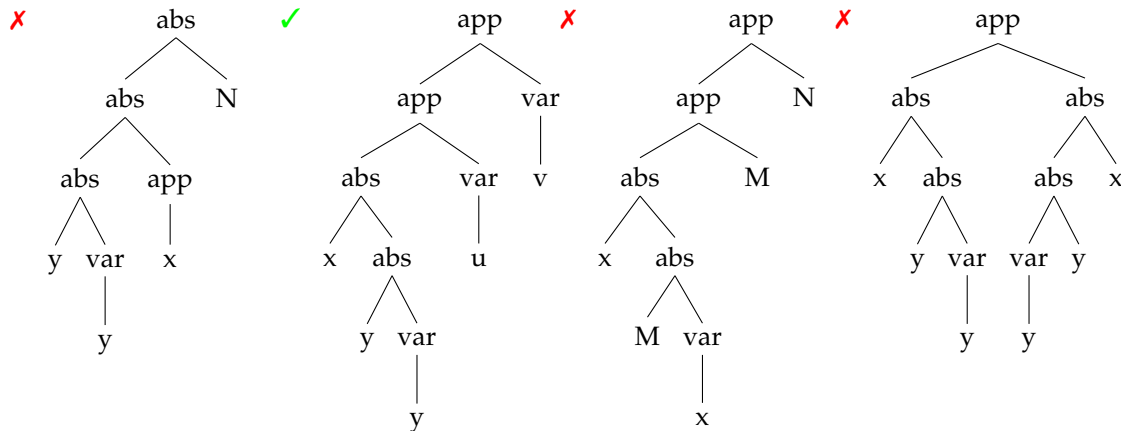 ✗ abs ✓ app ✗ app ✗ app
abs N app var app N abs abs
abs app abs var v abs M x abs abs x
y var x x abs u x abs y var var y
y y var M var y y
y x